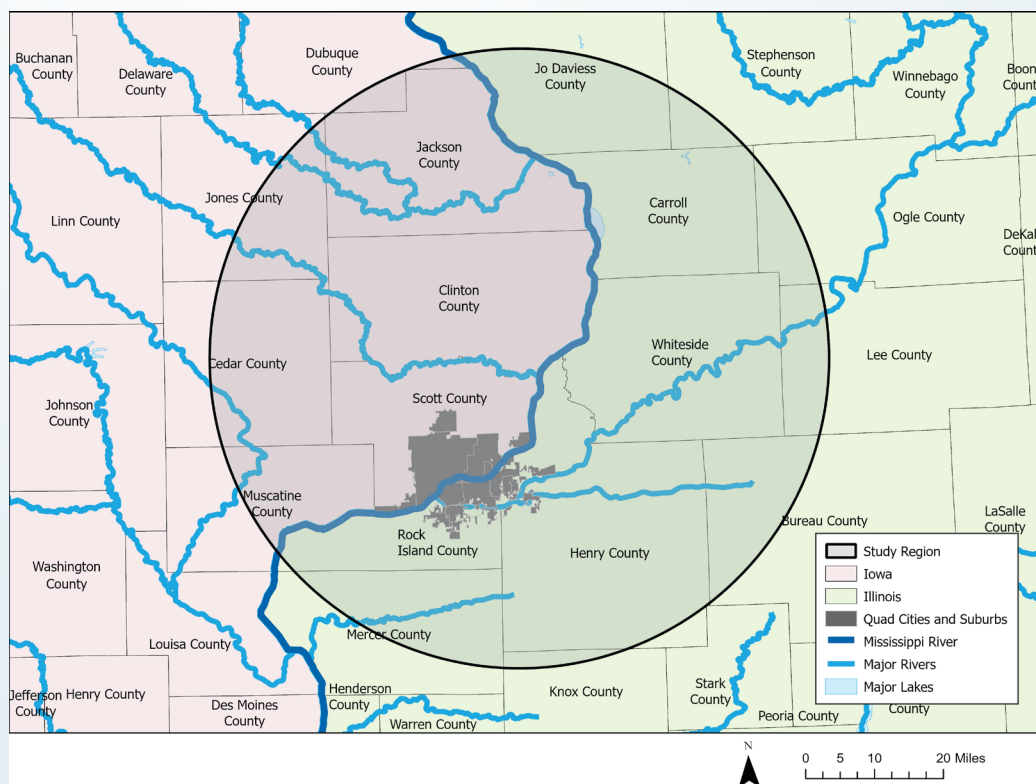 Buchanan
County
Delaware
County
Dubuque
County
Jo Daviess
County
Stephenson
County
Winnebago
County
Boon
Count
Jackson
County
Jones County
Linn County
Carroll
County
Ogle County
DeKal
Count
Clinton
County
Cedar County
Whiteside
County
Lee County
Johnson
County
Scott County
Muscatine
County
Rock
Island County
Henry County
Bureau County
LaSalle
County
Washington
County
Louisa County
Mercer County
Jefferson
County
Henry County
Des Moines
County
Henderson
County
Warren County
Knox County
Stark
County
Peoria County
County
Study Region
Iowa
Illinois
Quad Cities and Suburbs
Mississippi River
Major Rivers
Major Lakes
N
0 5 10 20 Miles